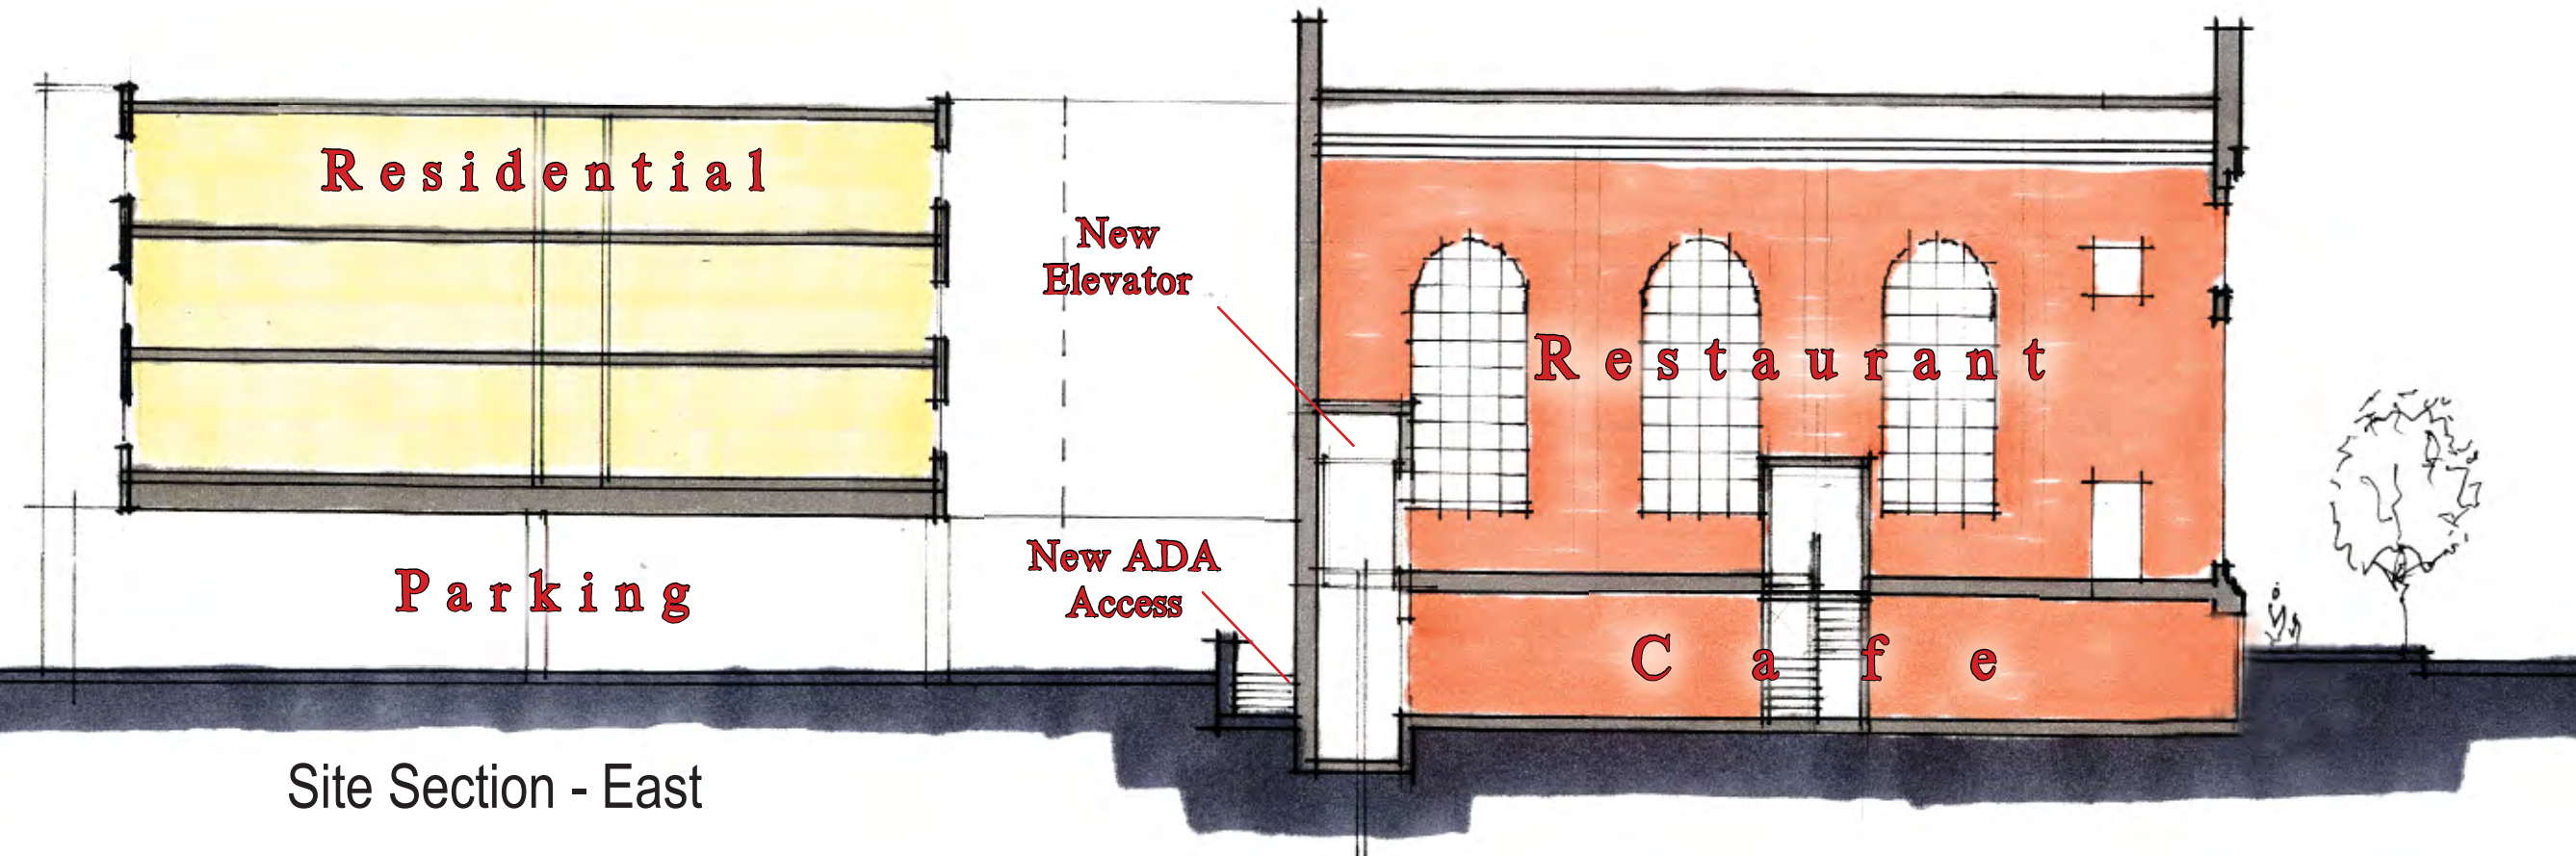 Residential
New
Elevator
Restaurant
New ADA
Access
Parking
Cafe
Site Section - East